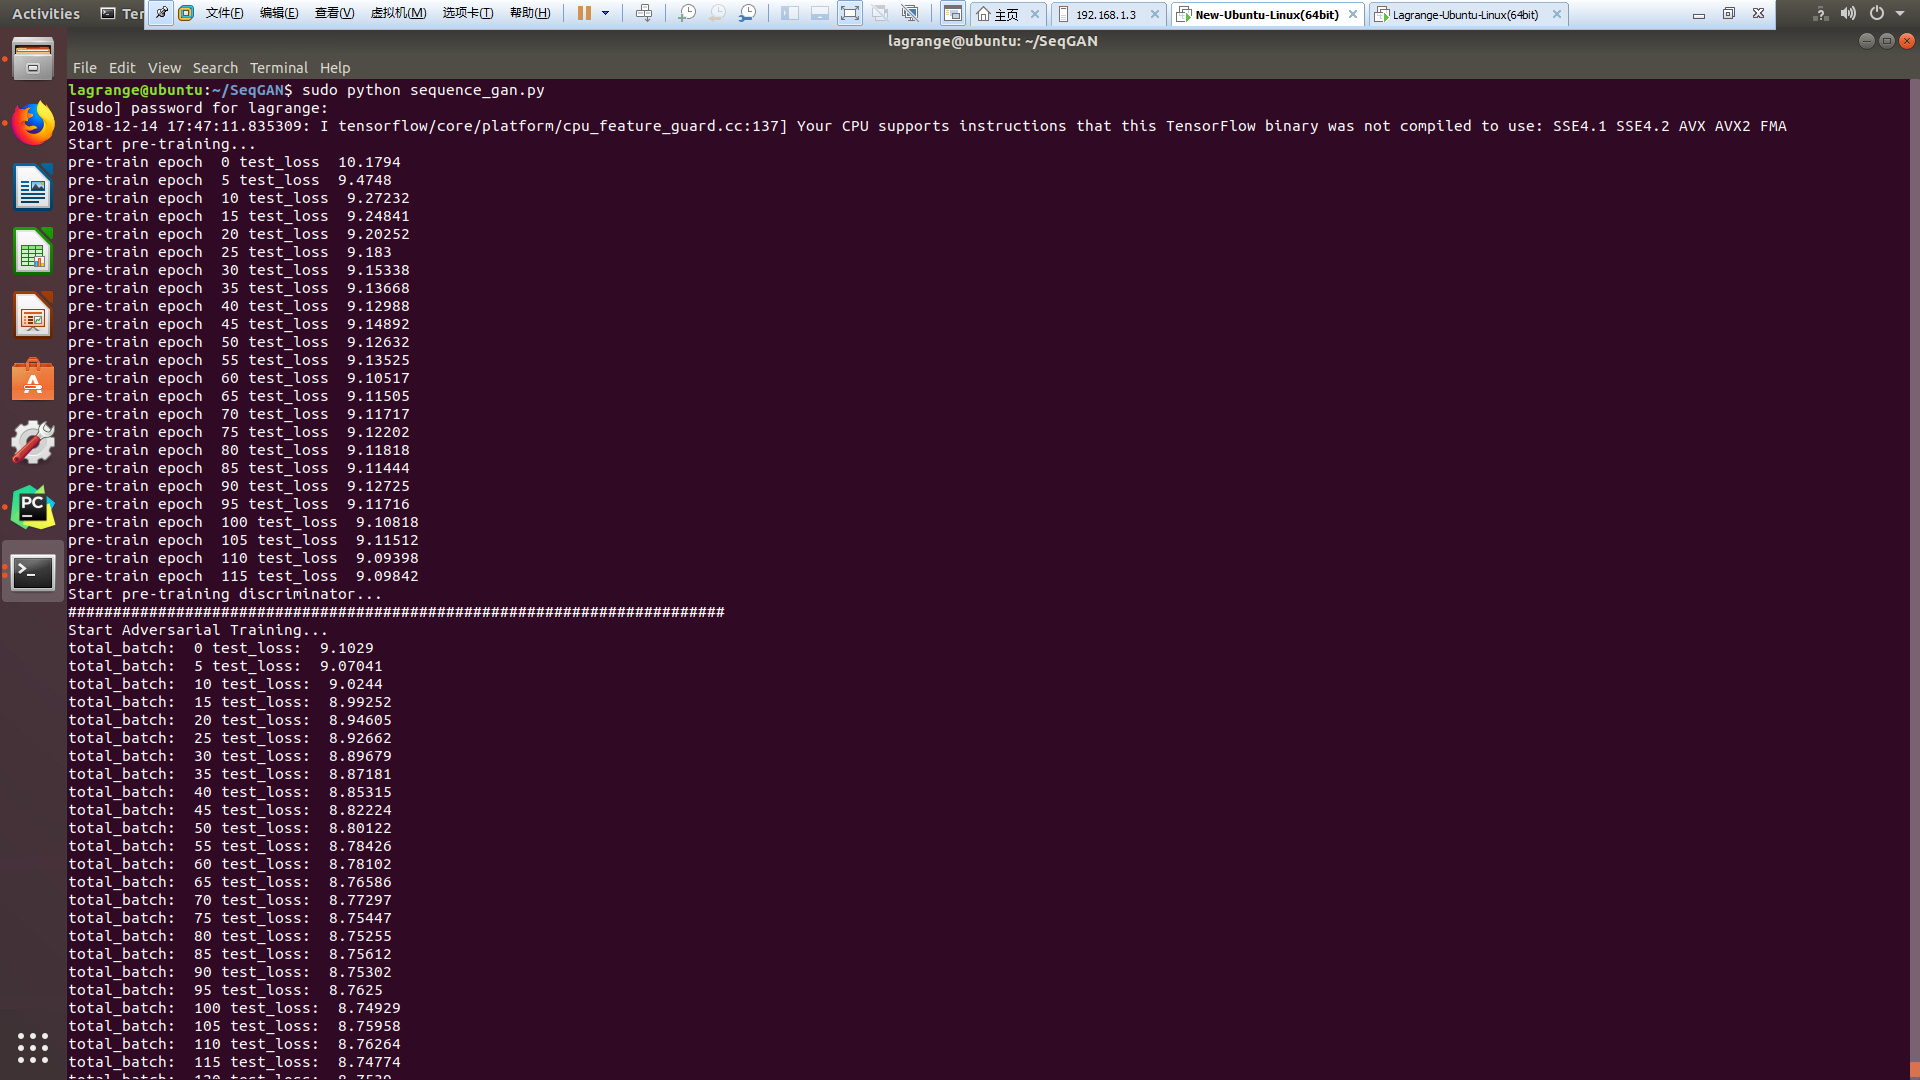 Activities
Ter
文件(F) 编辑(E) 查看(V) 虚拟机(M) 选项卡(T) 帮助(H)
主页
192.168.1.3
New-Ubuntu-Linux(64bit)
Lagrange-Ubuntu-Linux(64bit)
lagrange@ubuntu: ~/SeqGAN
File Edit View Search Terminal Help
lagrange@ubuntu:~/SeqGAN$ sudo python sequence_gan.py
[sudo] password for lagrange:
2018-12-14 17:47:11.835309: I tensorflow/core/platform/cpu_feature_guard.cc:137] Your CPU supports instructions that this TensorFlow binary was not compiled to use: SSE4.1 SSE4.2 AVX AVX2 FMA
Start pre-training...
pre-train epoch  0 test_loss  10.1794
pre-train epoch  5 test_loss  9.4748
pre-train epoch  10 test_loss  9.27232
pre-train epoch  15 test_loss  9.24841
pre-train epoch  20 test_loss  9.20252
pre-train epoch  25 test_loss  9.183
pre-train epoch  30 test_loss  9.15338
pre-train epoch  35 test_loss  9.13668
pre-train epoch  40 test_loss  9.12988
pre-train epoch  45 test_loss  9.14892
pre-train epoch  50 test_loss  9.12632
pre-train epoch  55 test_loss  9.13525
pre-train epoch  60 test_loss  9.10517
pre-train epoch  65 test_loss  9.11505
pre-train epoch  70 test_loss  9.11717
pre-train epoch  75 test_loss  9.12202
pre-train epoch  80 test_loss  9.11818
pre-train epoch  85 test_loss  9.11444
pre-train epoch  90 test_loss  9.12725
pre-train epoch  95 test_loss  9.11716
pre-train epoch  100 test_loss  9.10818
pre-train epoch  105 test_loss  9.11512
pre-train epoch  110 test_loss  9.09398
pre-train epoch  115 test_loss  9.09842
Start pre-training discriminator...
#########################################################################
Start Adversarial Training...
total_batch:  0 test_loss:  9.1029
total_batch:  5 test_loss:  9.07041
total_batch:  10 test_loss:  9.0244
total_batch:  15 test_loss:  8.99252
total_batch:  20 test_loss:  8.94605
total_batch:  25 test_loss:  8.92662
total_batch:  30 test_loss:  8.89679
total_batch:  35 test_loss:  8.87181
total_batch:  40 test_loss:  8.85315
total_batch:  45 test_loss:  8.82224
total_batch:  50 test_loss:  8.80122
total_batch:  55 test_loss:  8.78426
total_batch:  60 test_loss:  8.78102
total_batch:  65 test_loss:  8.76586
total_batch:  70 test_loss:  8.77297
total_batch:  75 test_loss:  8.75447
total_batch:  80 test_loss:  8.75255
total_batch:  85 test_loss:  8.75612
total_batch:  90 test_loss:  8.75302
total_batch:  95 test_loss:  8.7625
total_batch:  100 test_loss:  8.74929
total_batch:  105 test_loss:  8.75958
total_batch:  110 test_loss:  8.76264
total_batch:  115 test_loss:  8.74774
total_batch:  120 test_loss:
PC